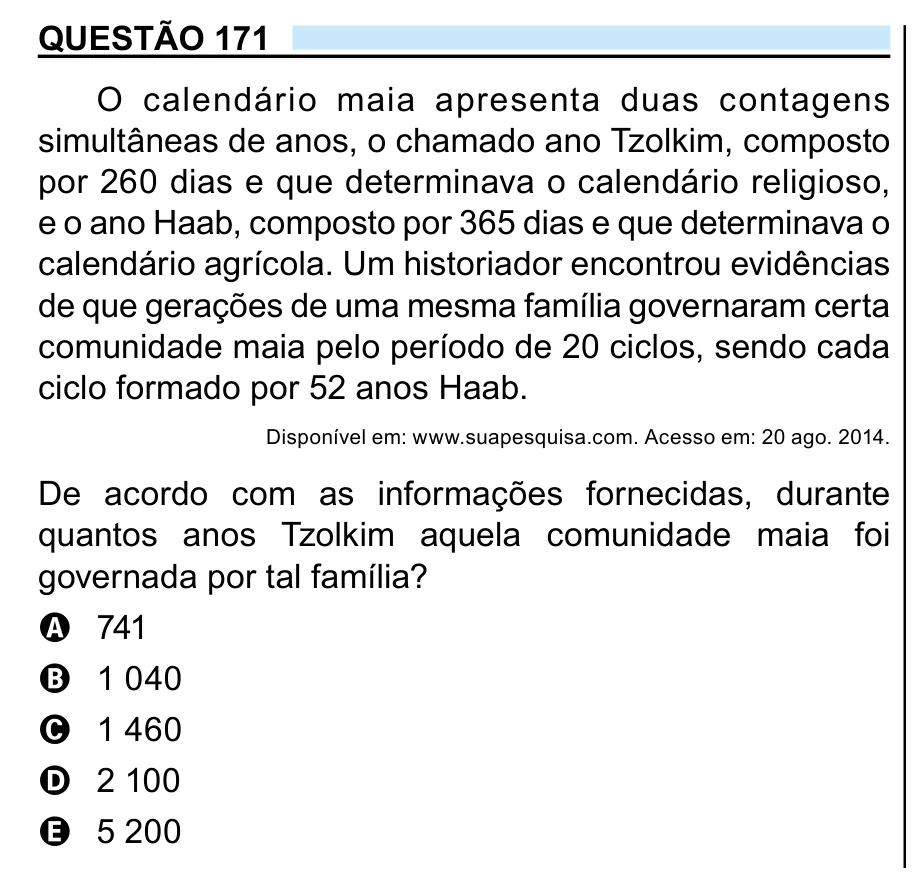 QUESTÃO 171
O calendário maia apresenta duas contagens
simultâneas de anos, o chamado ano Tzolkim, composto
por 260 dias e que determinava o calendário religioso,
e o ano Haab, composto por 365 dias e que determinava o
calendário agrícola. Um historiador encontrou evidências
de que gerações de uma mesma família governaram certa
comunidade maia pelo período de 20 ciclos, sendo cada
ciclo formado por 52 anos Haab.
Disponível em: www.suapesquisa.com. Acesso em: 20 ago. 2014.
De acordo com as informações fornecidas, durante
quantos anos Tzolkim aquela comunidade maia foi
governada por tal família?
A 741
B 1 040
C 1 460
D 2 100
E 5 200